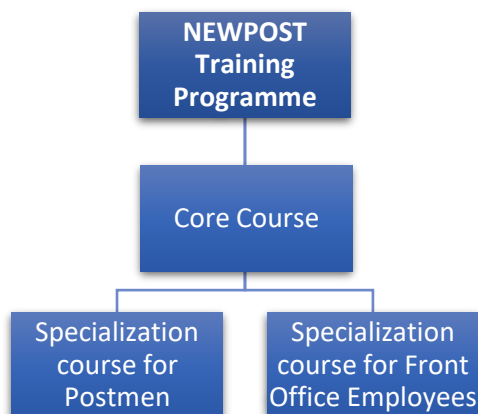 NEWPOST
Training
Programme
Core Course
Specialization
course for
Postmen
Specialization
course for Front
Office Employees